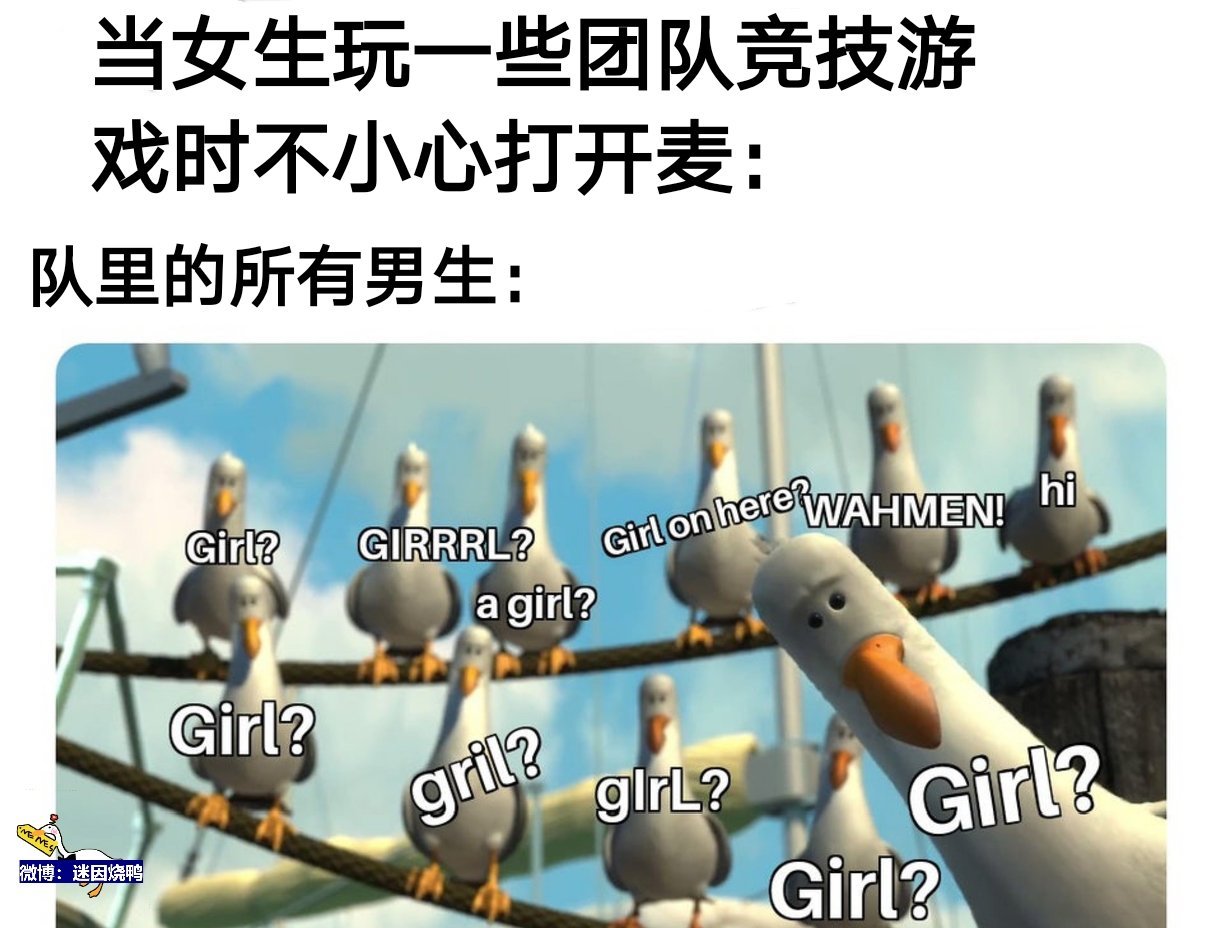 当女生玩一些团队竞技游
戏时不小心打开麦：
队里的所有男生：
Girl?
GIRRRL?
a girl?
Girl on here?
WAHMEN!
hi
Girl?
gril?
gIrL?
Girl?
Girl?
MEMES
微博：迷因烧鸭